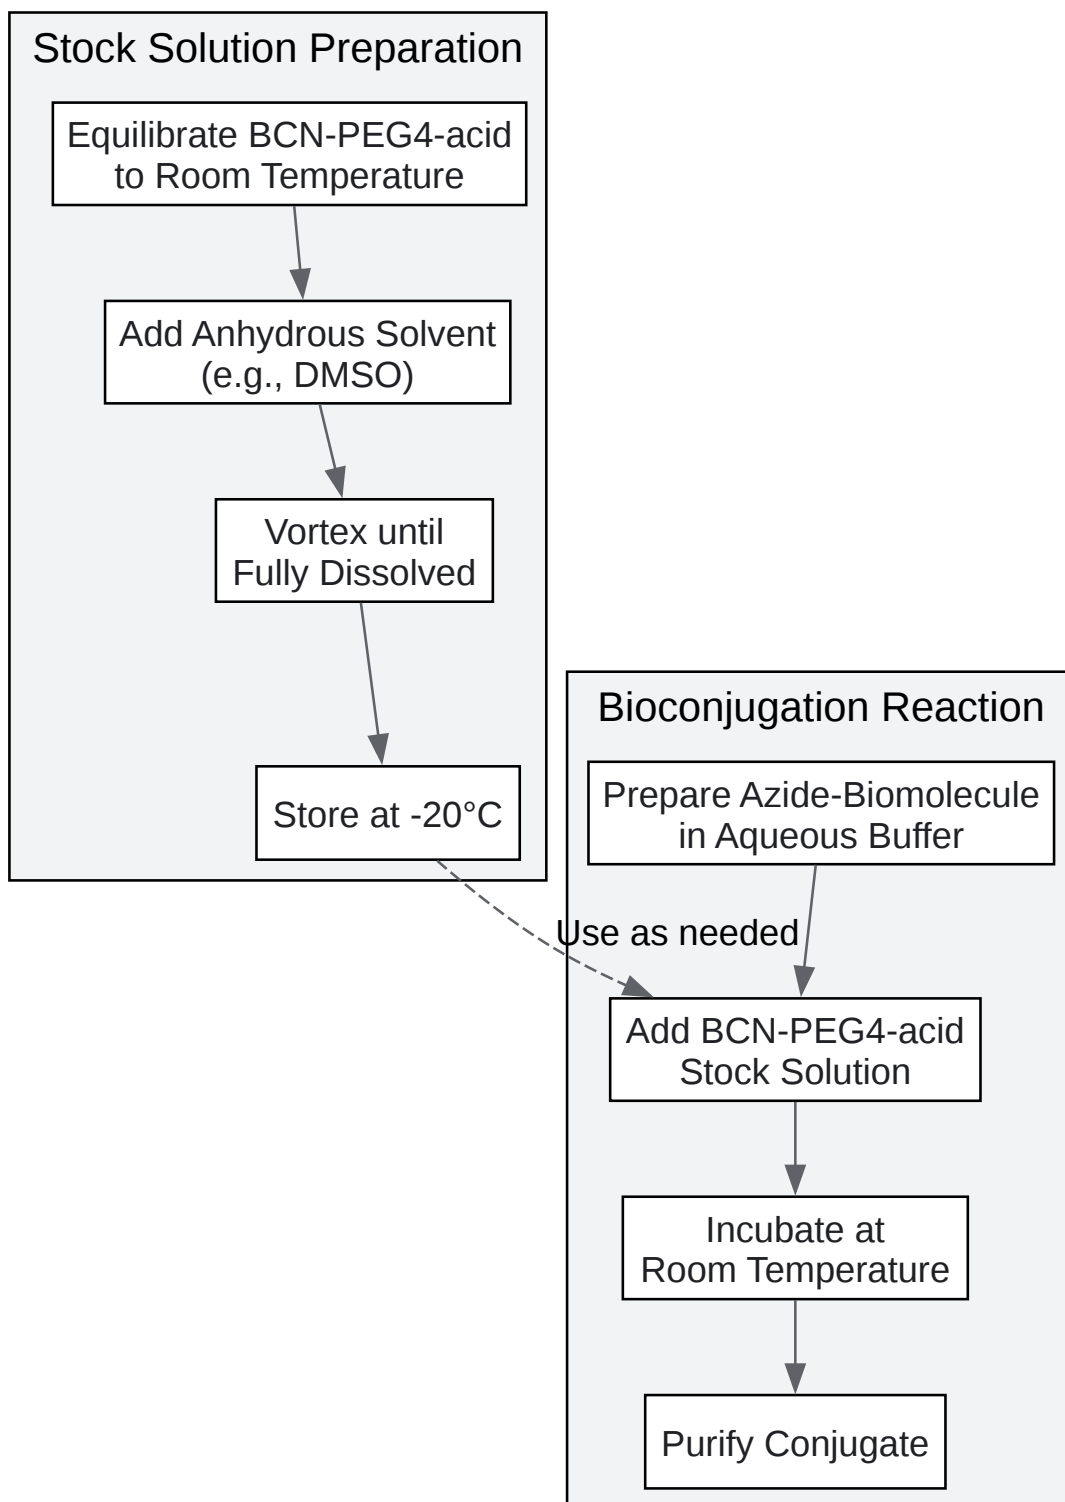 Stock Solution Preparation
Equilibrate BCN-PEG4-acid
to Room Temperature
Add Anhydrous Solvent
(e.g., DMSO)
Vortex until
Fully Dissolved
Store at -20°C
Bioconjugation Reaction
Prepare Azide-Biomolecule
in Aqueous Buffer
Use as needed
Add BCN-PEG4-acid
Stock Solution
Incubate at
Room Temperature
Purify Conjugate